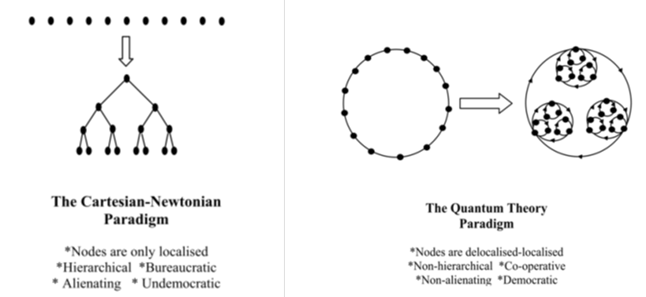 The Cartesian-Newtonian
Paradigm
*Nodes are only localised
*Hierarchical *Bureaucratic
* Alienating * Undemocratic
The Quantum Theory
Paradigm
*Nodes are delocalised-localised
*Non-hierarchical *Co-operative
*Non-alienating *Democratic